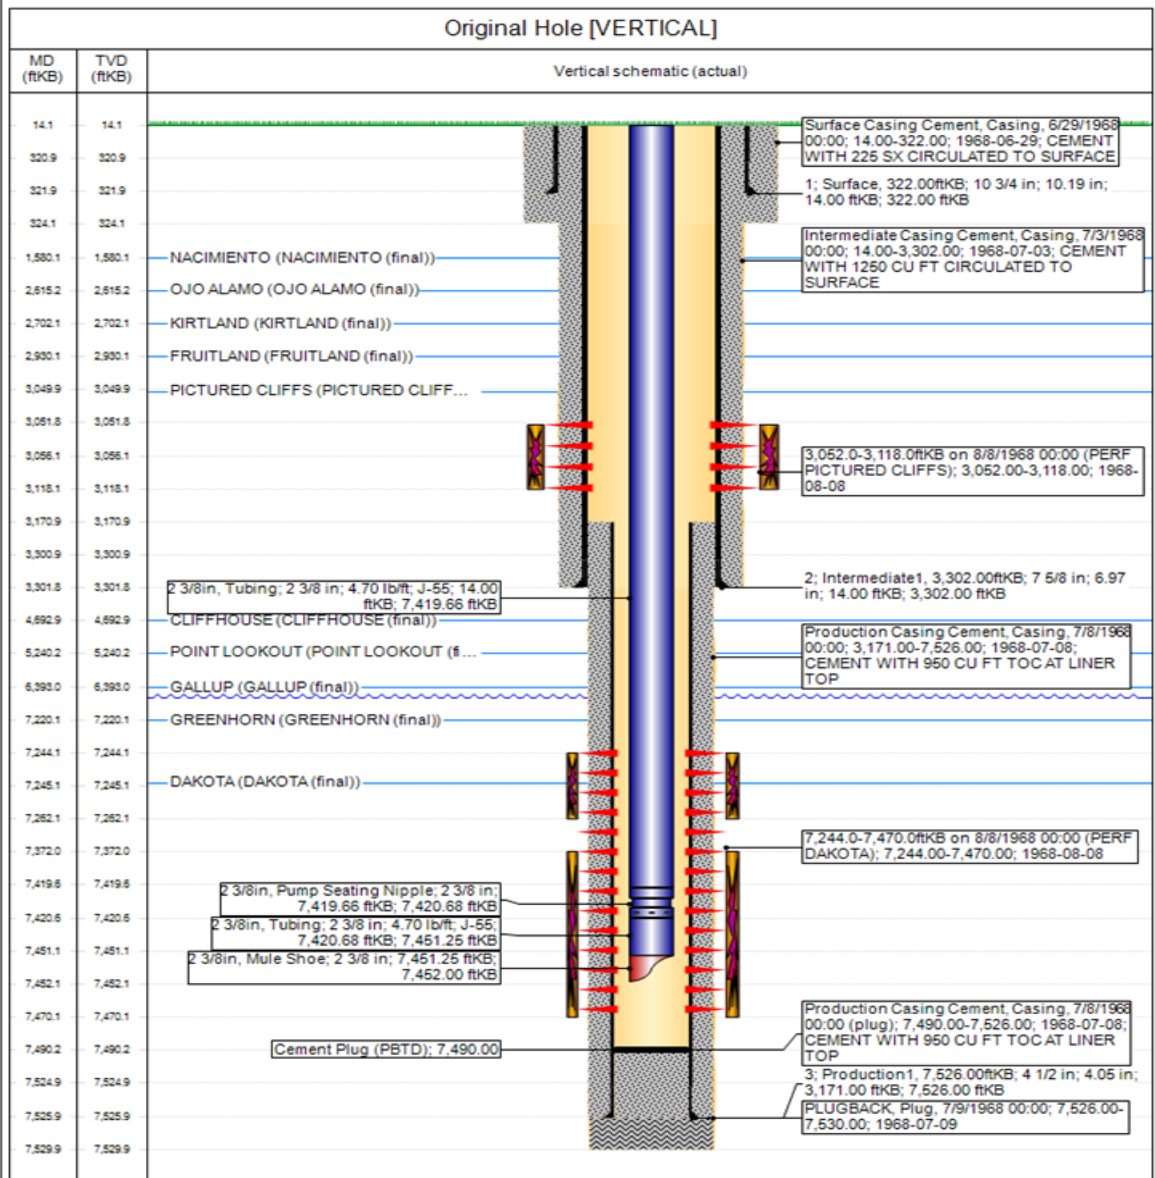 Original Hole [VERTICAL]
MD
(ftKB)
TVD
(ftKB)
Vertical schematic (actual)
14.1 14.1
320.9 320.9
321.9 321.9
324.1 324.1
1,580.1 1,580.1
2,615.2 2,615.2
2,702.1 2,702.1
2,930.1 2,930.1
3,049.9 3,049.9
3,051.8 3,051.8
3,056.1 3,056.1
3,118.1 3,118.1
3,170.9 3,170.9
3,300.9 3,300.9
3,301.8 3,301.8
4,692.9 4,692.9
5,240.2 5,240.2
6,393.0 6,393.0
7,220.1 7,220.1
7,244.1 7,244.1
7,245.1 7,245.1
7,262.1 7,262.1
7,372.0 7,372.0
7,419.6 7,419.6
7,420.6 7,420.6
7,451.1 7,451.1
7,452.1 7,452.1
7,470.1 7,470.1
7,490.2 7,490.2
7,524.9 7,524.9
7,525.9 7,525.9
7,529.9 7,529.9
NACIMIENTO (NACIMIENTO (final))
OJO ALAMO (OJO ALAMO (final))
KIRTLAND (KIRTLAND (final))
FRUITLAND (FRUITLAND (final))
PICTURED CLIFFS (PICTURED CLIFF...
2 3/8in, Tubing; 2 3/8 in; 4.70 lb/ft; J-55; 14.00
ftKB; 7,419.66 ftKB
CLIFFHOUSE (CLIFFHOUSE (final))
POINT LOOKOUT (POINT LOOKOUT (fi...
GALLUP (GALLUP (final))
GREENHORN (GREENHORN (final))
DAKOTA (DAKOTA (final))
2 3/8in, Pump Seating Nipple; 2 3/8 in;
7,419.66 ftKB; 7,420.68 ftKB
2 3/8in, Tubing; 2 3/8 in; 4.70 lb/ft; J-55;
7,420.68 ftKB; 7,451.25 ftKB
2 3/8in, Mule Shoe; 2 3/8 in; 7,451.25 ftKB;
7,452.00 ftKB
Cement Plug (PBTD); 7,490.00
Surface Casing Cement, Casing, 6/29/1968
00:00; 14.00-322.00; 1968-06-29; CEMENT
WITH 225 SX CIRCULATED TO SURFACE
1; Surface, 322.00ftKB; 10 3/4 in; 10.19 in;
14.00 ftKB; 322.00 ftKB
Intermediate Casing Cement, Casing, 7/3/1968
00:00; 14.00-3,302.00; 1968-07-03; CEMENT
WITH 1250 CU FT CIRCULATED TO
SURFACE
3,052.0-3,118.0ftKB on 8/8/1968 00:00 (PERF
PICTURED CLIFFS); 3,052.00-3,118.00; 1968-
08-08
2; Intermediate1, 3,302.00ftKB; 7 5/8 in; 6.97
in; 14.00 ftKB; 3,302.00 ftKB
Production Casing Cement, Casing, 7/8/1968
00:00; 3,171.00-7,526.00; 1968-07-08;
CEMENT WITH 950 CU FT TOC AT LINER
TOP
7,244.0-7,470.0ftKB on 8/8/1968 00:00 (PERF
DAKOTA); 7,244.00-7,470.00; 1968-08-08
Production Casing Cement, Casing, 7/8/1968
00:00 (plug); 7,490.00-7,526.00; 1968-07-08;
CEMENT WITH 950 CU FT TOC AT LINER
TOP
3; Production1, 7,526.00ftKB; 4 1/2 in; 4.05 in;
3,171.00 ftKB; 7,526.00 ftKB
PLUGBACK, Plug, 7/9/1968 00:00; 7,526.00-
7,530.00; 1968-07-09